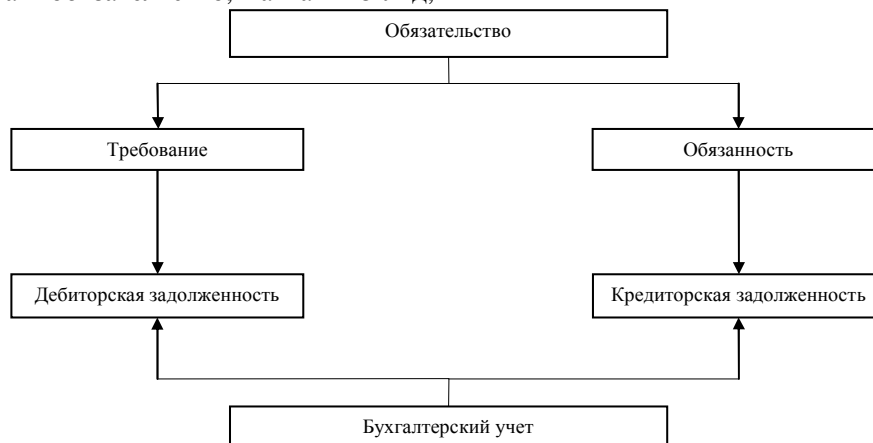 Обязательство
Требование
Обязанность
Дебиторская задолженность
Кредиторская задолженность
Бухгалтерский учет